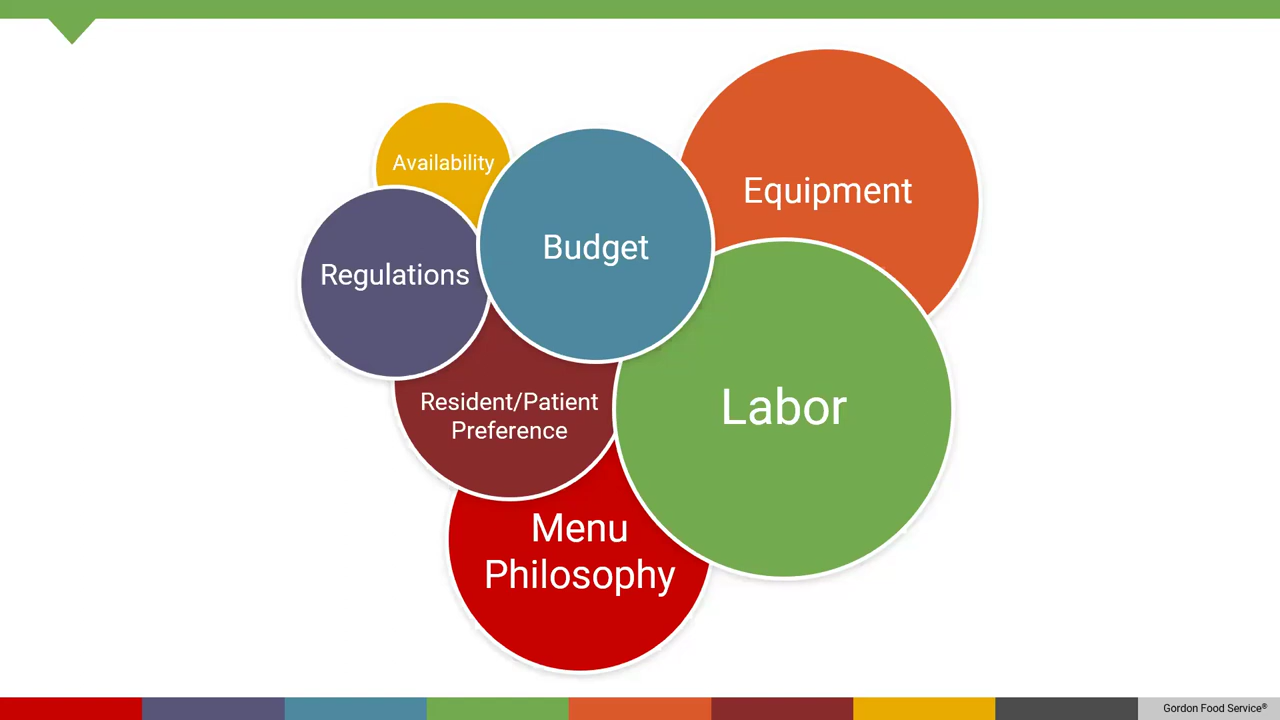 Availability
Equipment
Budget
Regulations
Resident/Patient
Preference
Labor
Menu
Philosophy
Gordon Food Service®